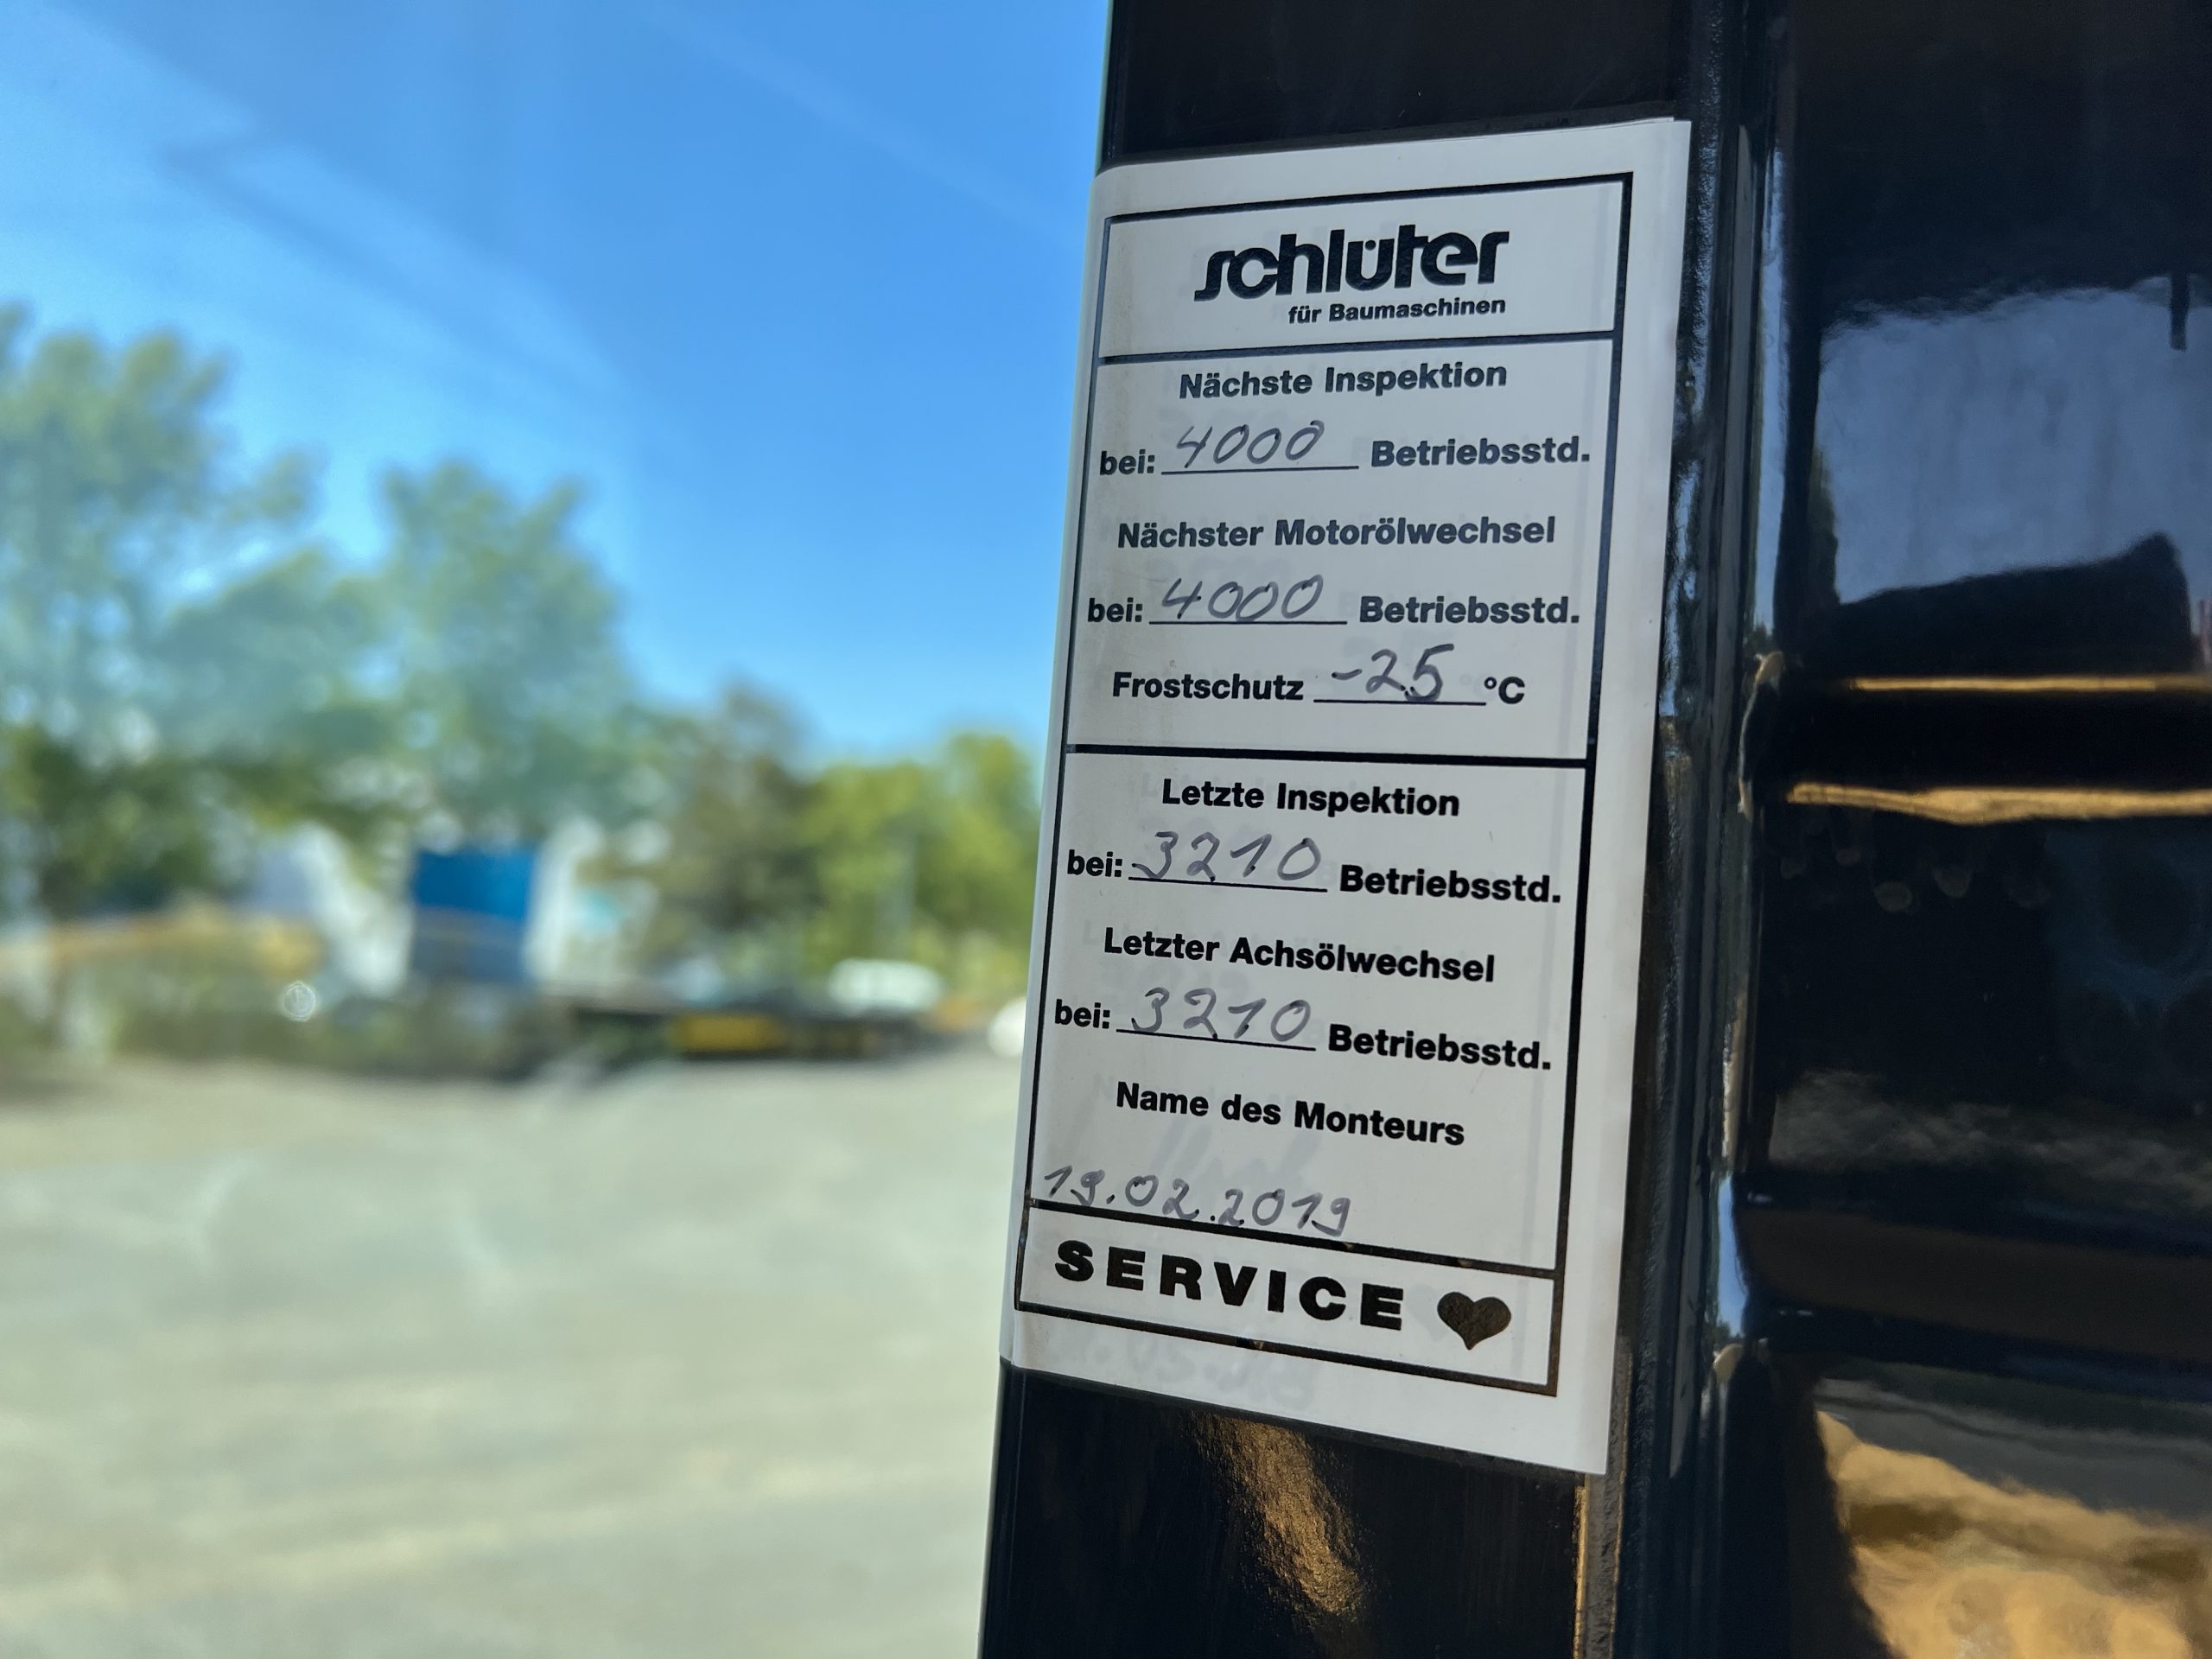 schlüter
für Baumaschinen
Nächste Inspektion
bei: 4000 Betriebsstd.
Nächster Motorölwechsel
bei: 4000 Betriebsstd.
Frostschutz -25 °C
Letzte Inspektion
bei: 3210 Betriebsstd.
Letzter Achsölwechsel
bei: 3210 Betriebsstd.
Name des Monteurs
19.02.2019
SERVICE